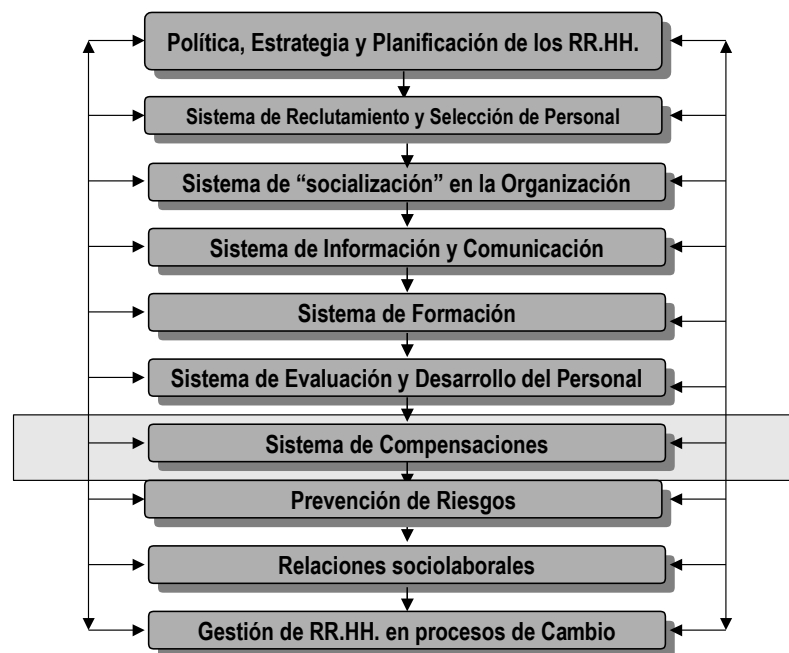 Política, Estrategia y Planificación de los RR.HH.
Sistema de Reclutamiento y Selección de Personal
Sistema de “socialización” en la Organización
Sistema de Información y Comunicación
Sistema de Formación
Sistema de Evaluación y Desarrollo del Personal
Sistema de Compensaciones
Prevención de Riesgos
Relaciones sociolaborales
Gestión de RR.HH. en procesos de Cambio